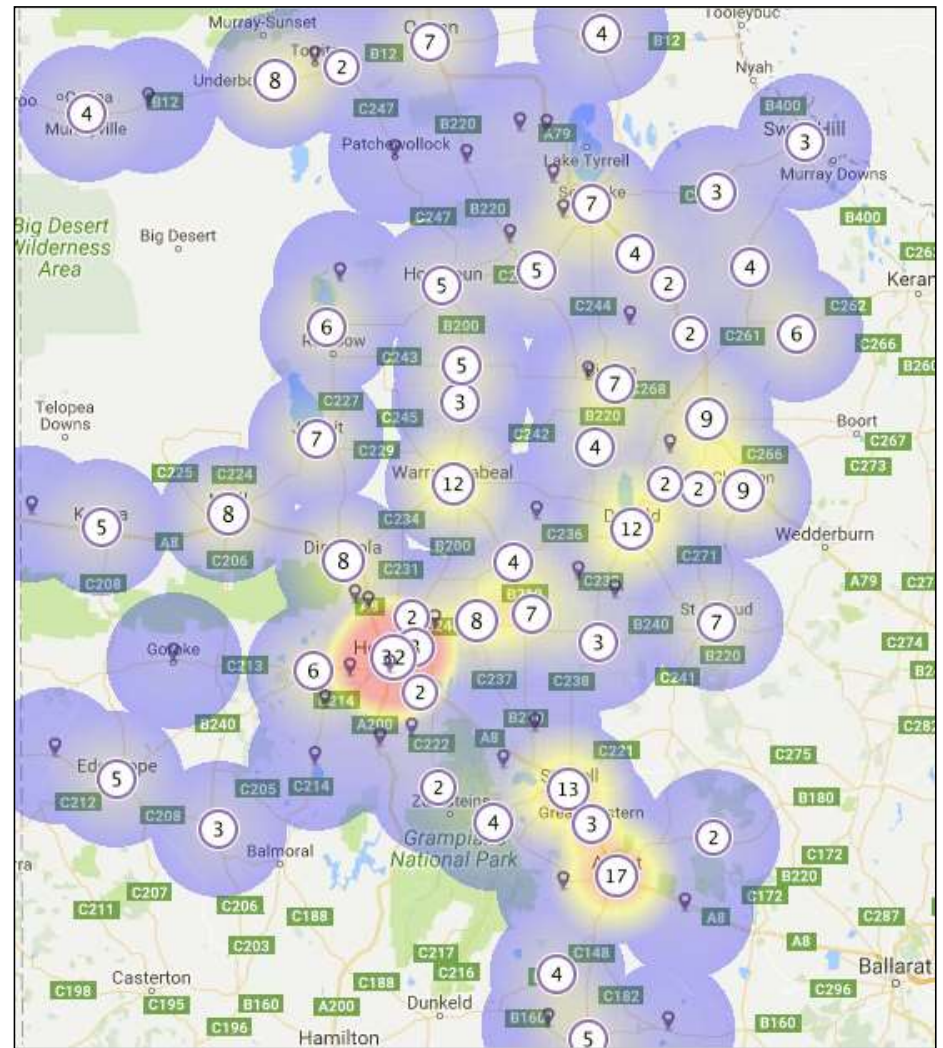 Murray-Sunset
Tooleybuc
7
4
B12
B12
2
8
Nyah
4
B12
C247
B400
B220
A79
3
Patchewollock
Lake Tyrrell
Murray Downs
3
7
C247
B220
B400
Big Desert
Wilderness
Area
Big Desert
4
5
2
4
5
C244
C262
6
B200
2
6
C261
C266
C243
5
7
C268
Telopea
Downs
C227
3
C245
B220
9
Boort
7
C242
4
C267
C229
C266
C273
C225
C224
12
2
2
9
8
5
C234
12
A8
C236
Wedderburn
B200
C206
C271
8
4
C231
C208
A79
2
8
7
7
B240
3
C274
B220
C213
32
6
2
C237
C238
C241
C214
B240
A200
C222
A8
C221
C275
5
C205
C214
2
13
B180
C212
C208
3
4
3
2
Balmoral
Grampians
National Park
C172
17
B220
C207
C172
C211
C206
C188
A8
C287
C203
A8
C217
C148
4
C216
Ballarat
Casterton
C188
C198
C182
C296
C195
B160
A200
Dunkeld
B160
B160
C196
Hamilton
5